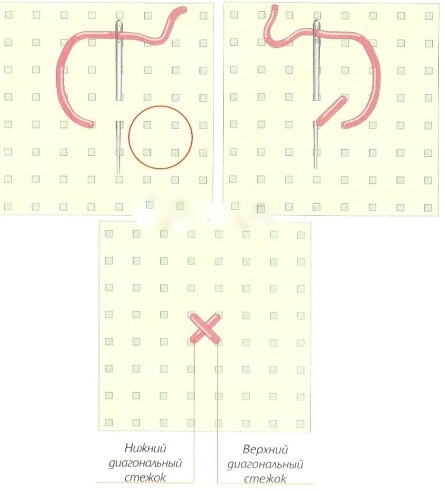 Нижний
диагональный
стежок
Верхний
диагональный
стежок